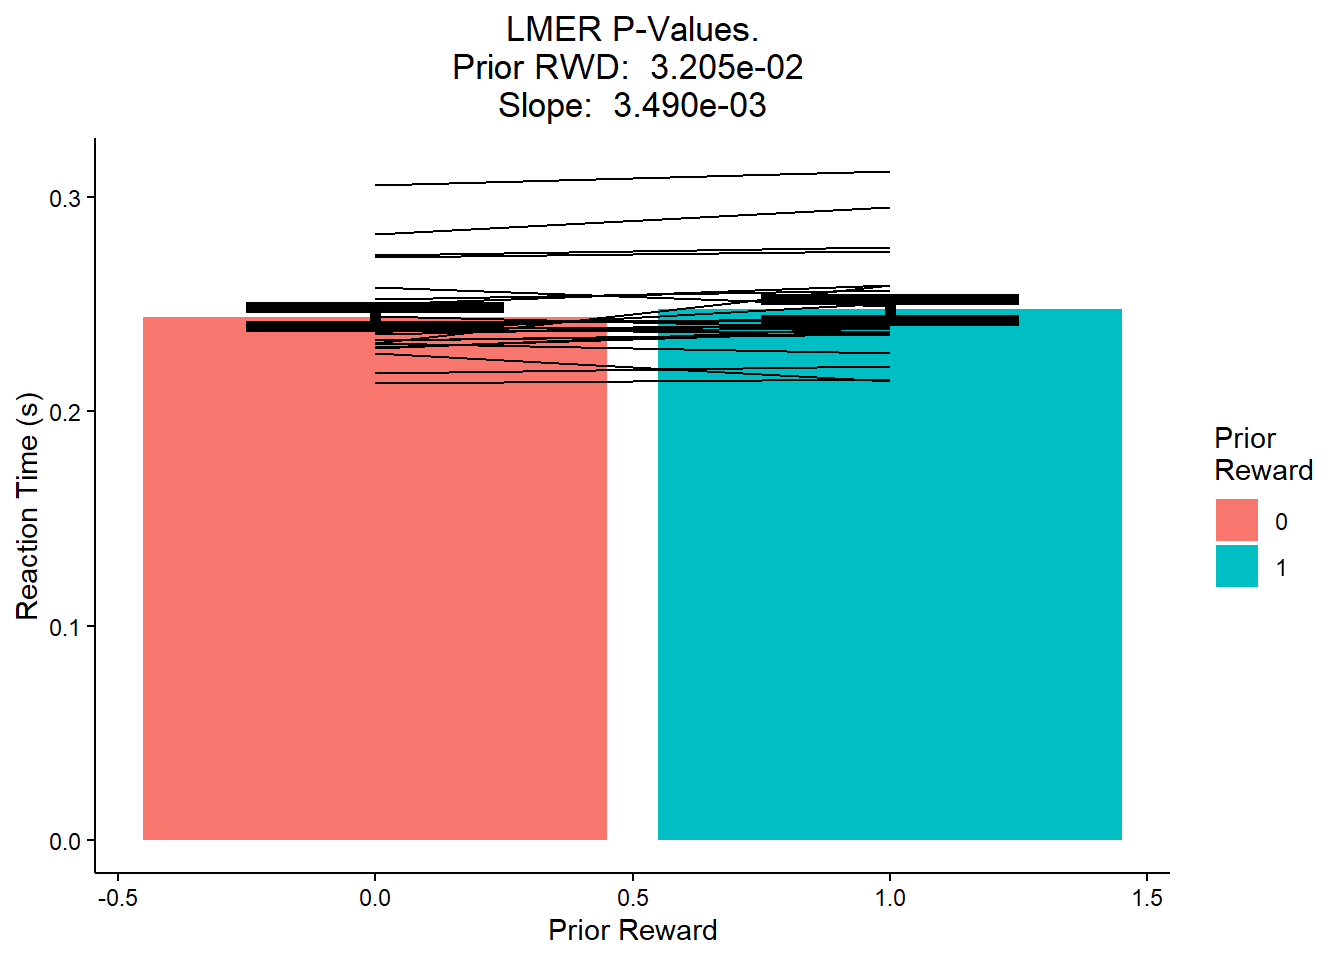 LMER P-Values.
Prior RWD:  3.205e-02
Slope:  3.490e-03
Reaction Time (s)
0.3
0.2
0.1
0.0
-0.5
0.0
0.5
1.0
1.5
Prior Reward
Prior
Reward
0
1